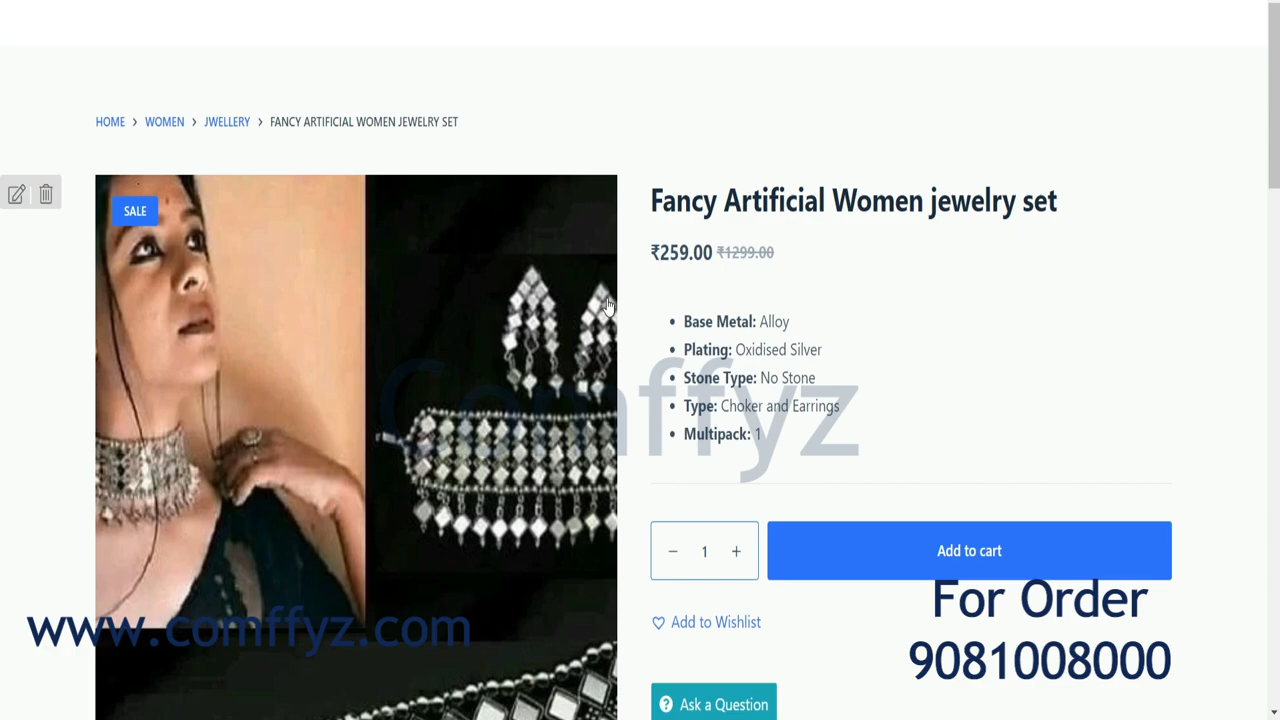 HOME > WOMEN > JWELLERY > FANCY ARTIFICIAL WOMEN JEWELRY SET
SALE
Fancy Artificial Women jewelry set
₹259.00 ₹1299.00
• Base Metal: Alloy
• Plating: Oxidised Silver
• Stone Type: No Stone
• Type: Choker and Earrings
• Multipack: 1
Comffyz
− 1 +
Add to cart
For Order
9081008000
Add to Wishlist
www.comffyz.com
? Ask a Question